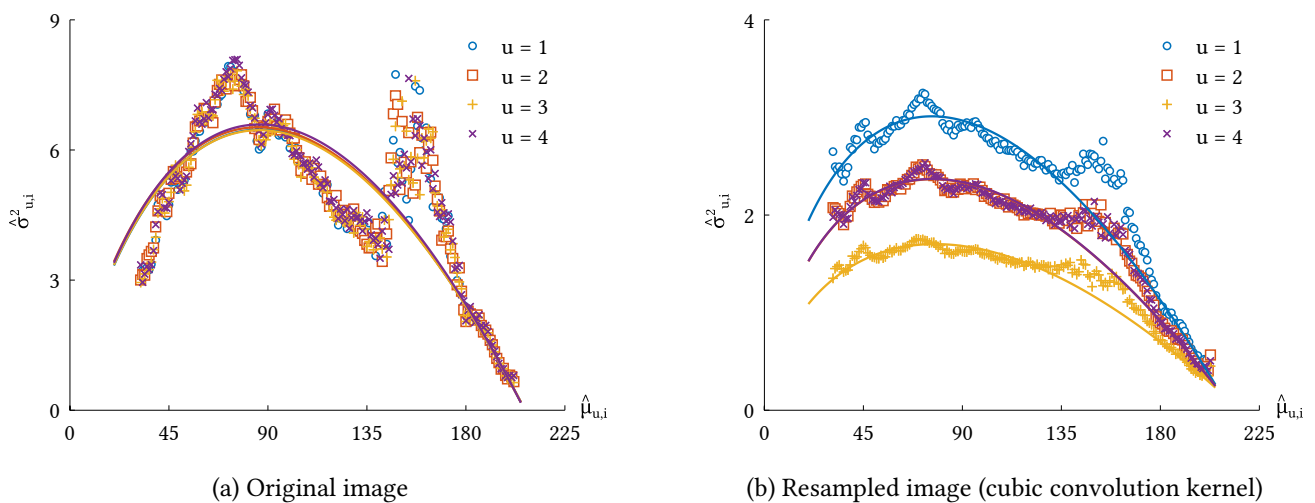 9
6
3
0
σ̂²u,i
0 45 90 135 180 225
μ̂u,i
u = 1
u = 2
u = 3
u = 4
(a) Original image
4
2
0
σ̂²u,i
0 45 90 135 180 225
μ̂u,i
u = 1
u = 2
u = 3
u = 4
(b) Resampled image (cubic convolution kernel)